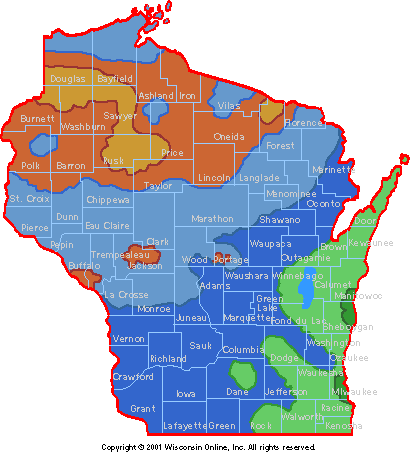 Douglas
Bayfield
Ashland
Iron
Vilas
Burnett
Washburn
Sawyer
Florence
Oneida
Forest
Polk
Barron
Rusk
Price
Marinette
Taylor
Lincoln
Langlade
St. Croix
Chippewa
Menominee
Oconto
Dunn
Marathon
Shawano
Door
Pierce
Eau Claire
Pepin
Clark
Waupaca
Brown
Kewaunee
Buffalo
Trempealeau
Jackson
Wood
Portage
Outagamie
Waushara
Winnebago
Calumet
La Crosse
Adams
Green
Lake
Manitowoc
Monroe
Juneau
Marquette
Fond du Lac
Sheboygan
Vernon
Sauk
Columbia
Washington
Richland
Dodge
Ozaukee
Crawford
Waukesha
Iowa
Dane
Jefferson
Milwaukee
Grant
Racine
Lafayette
Green
Rock
Walworth
Kenosha
Copyright © 2001 Wisconsin Online, Inc. All rights reserved.